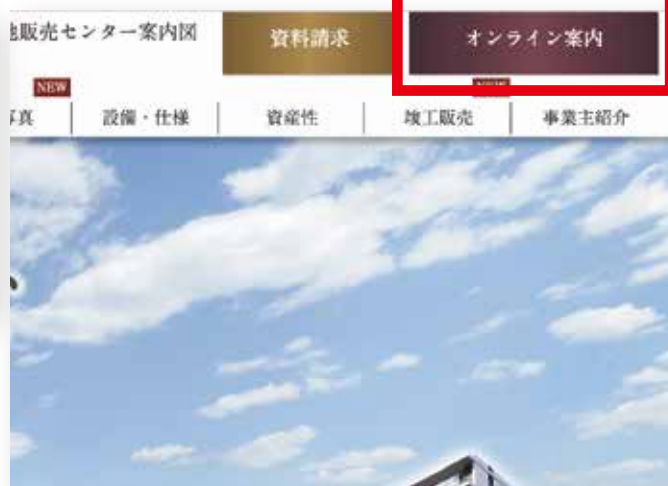 地販売センター案内図
資料請求
オンライン案内
NEW
NEW
写真
設備・仕様
資産性
竣工販売
事業主紹介